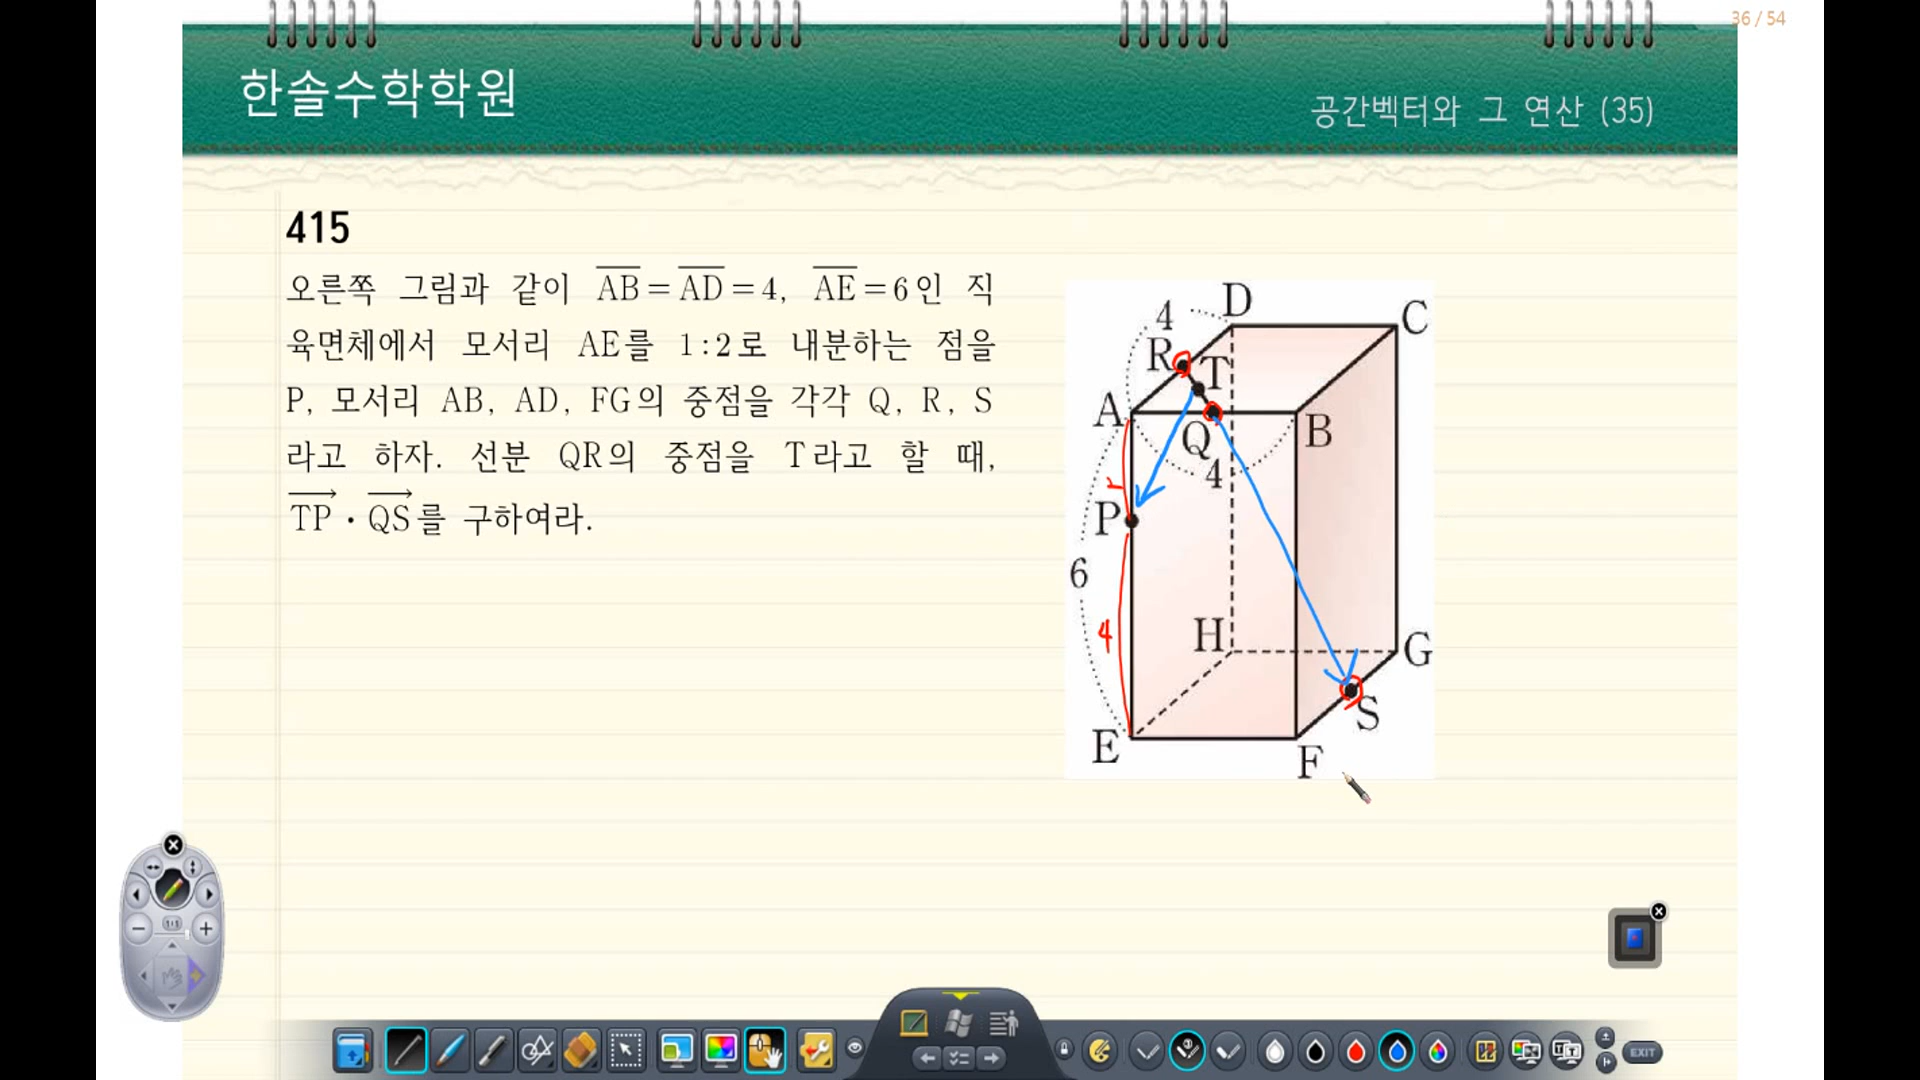 36 / 54
한솔수학학원
공간벡터와 그 연산 (35)
415
오른쪽 그림과 같이 AB=AD=4, AE=6인 직
육면체에서 모서리 AE를 1:2로 내분하는 점을
P, 모서리 AB, AD, FG의 중점을 각각 Q, R, S
라고 하자. 선분 QR의 중점을 T라고 할 때,
TP · QS를 구하여라.
D
4
C
R
T
A
Q
B
4
P
6
H
4
G
S
E
F
1:1
EXIT